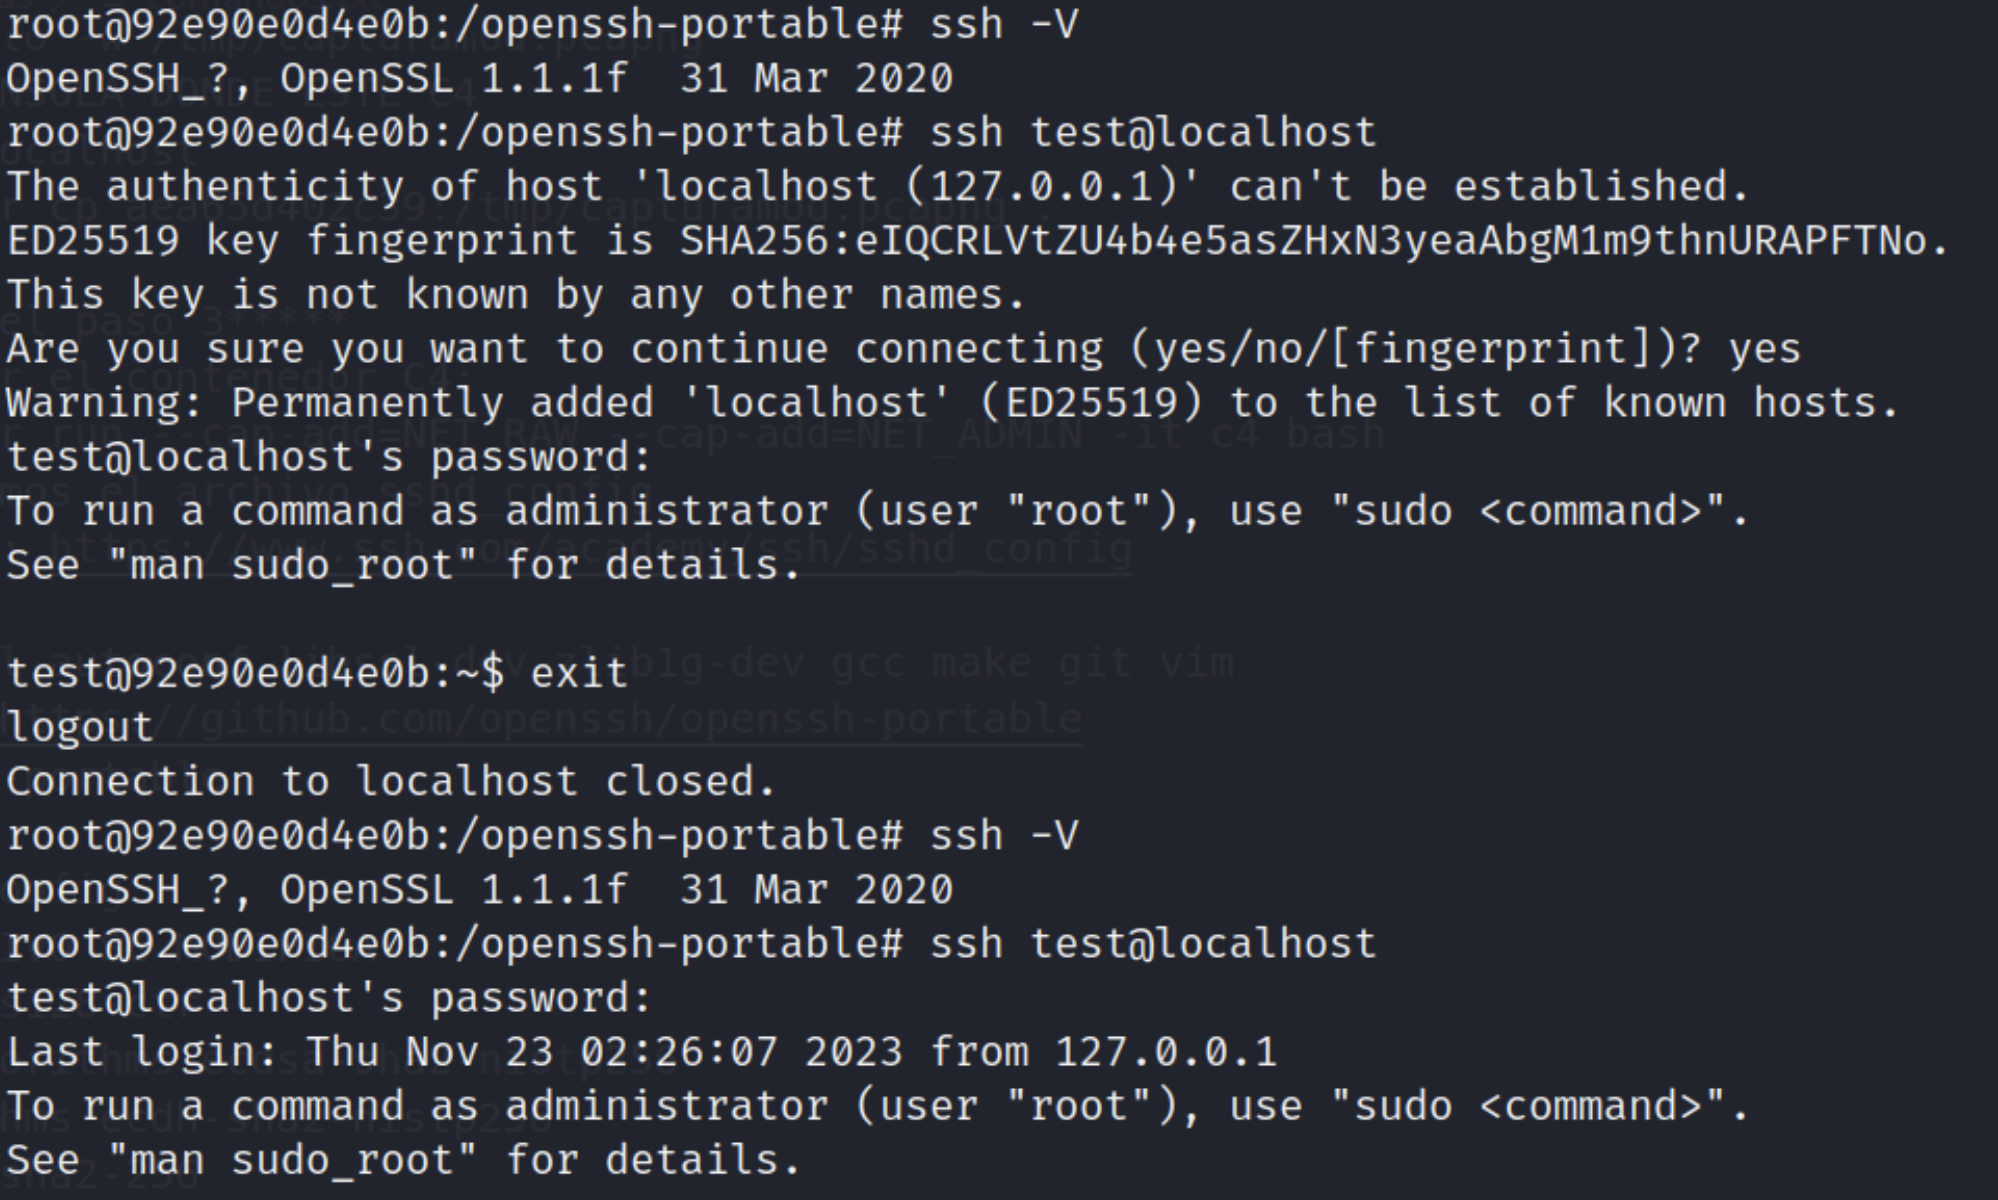 root@92e90e0d4e0b:/openssh-portable# ssh -V
OpenSSH_?, OpenSSL 1.1.1f  31 Mar 2020
root@92e90e0d4e0b:/openssh-portable# ssh test@localhost
The authenticity of host 'localhost (127.0.0.1)' can't be established.
ED25519 key fingerprint is SHA256:eIQCRLVtZU4b4e5asZHxN3yeaAbgM1m9thnURAPFTNo.
This key is not known by any other names.
Are you sure you want to continue connecting (yes/no/[fingerprint])? yes
Warning: Permanently added 'localhost' (ED25519) to the list of known hosts.
test@localhost's password:
To run a command as administrator (user "root"), use "sudo <command>".
See "man sudo_root" for details.

test@92e90e0d4e0b:~$ exit
logout
Connection to localhost closed.
root@92e90e0d4e0b:/openssh-portable# ssh -V
OpenSSH_?, OpenSSL 1.1.1f  31 Mar 2020
root@92e90e0d4e0b:/openssh-portable# ssh test@localhost
test@localhost's password:
Last login: Thu Nov 23 02:26:07 2023 from 127.0.0.1
To run a command as administrator (user "root"), use "sudo <command>".
See "man sudo_root" for details.